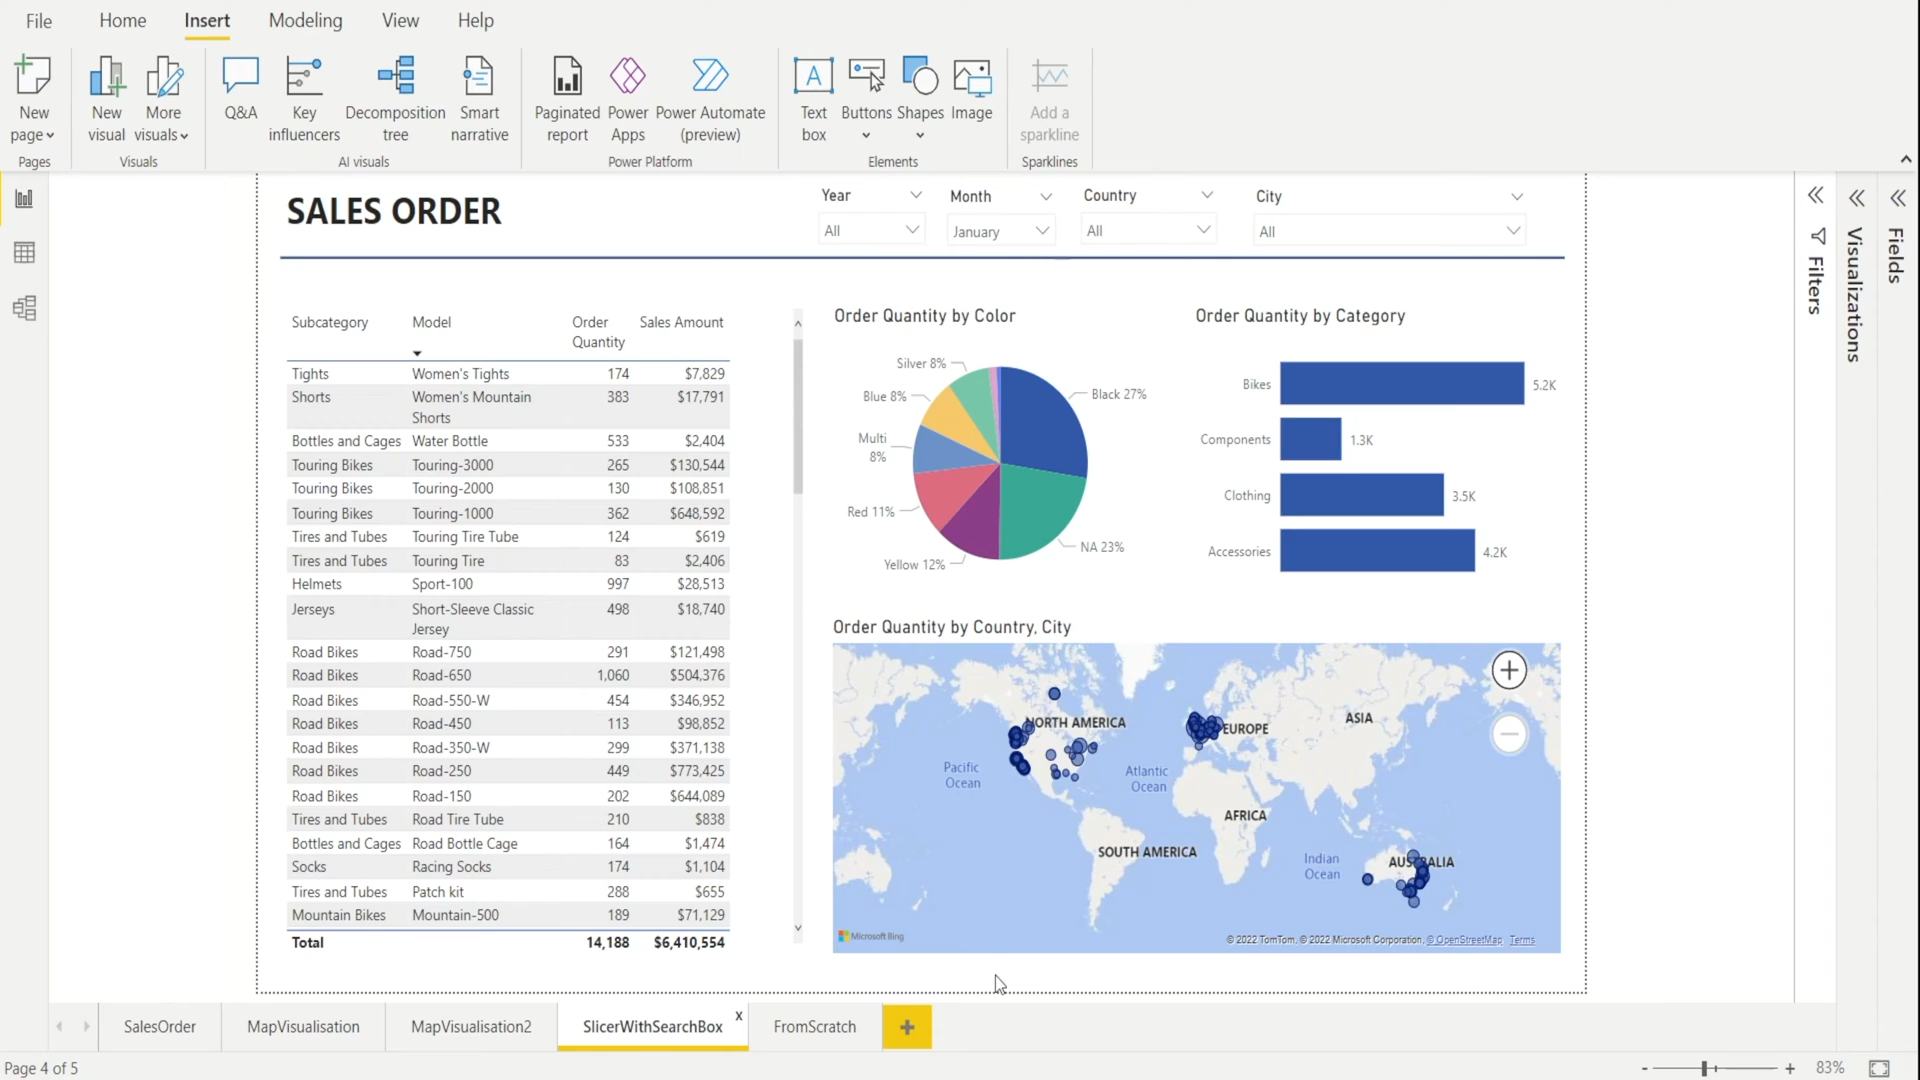 File Home Insert Modeling View Help
New page
New visual
More visuals
Q&A
Key influencers
Decomposition tree
Smart narrative
Paginated report
Power Apps
Power Automate (preview)
Text box
Buttons
Shapes
Image
Add a sparkline
Pages Visuals AI visuals Power Platform Elements Sparklines
SALES ORDER
Year Month Country City
All January All All
Filters
Visualizations
Fields
Subcategory Model Order Quantity Sales Amount
Tights Women's Tights 174 $7,829
Shorts Women's Mountain Shorts 383 $17,791
Bottles and Cages Water Bottle 533 $2,404
Touring Bikes Touring-3000 265 $130,544
Touring Bikes Touring-2000 130 $108,851
Touring Bikes Touring-1000 362 $648,592
Tires and Tubes Touring Tire Tube 124 $619
Tires and Tubes Touring Tire 83 $2,406
Helmets Sport-100 997 $28,513
Jerseys Short-Sleeve Classic Jersey 498 $18,740
Road Bikes Road-750 291 $121,498
Road Bikes Road-650 1,060 $504,376
Road Bikes Road-550-W 454 $346,952
Road Bikes Road-450 113 $98,852
Road Bikes Road-350-W 299 $371,138
Road Bikes Road-250 449 $773,425
Road Bikes Road-150 202 $644,089
Tires and Tubes Road Tire Tube 210 $838
Bottles and Cages Road Bottle Cage 164 $1,474
Socks Racing Socks 174 $1,104
Tires and Tubes Patch kit 288 $655
Mountain Bikes Mountain-500 189 $71,129
Total 14,188 $6,410,554
Order Quantity by Color
Silver 8%
Blue 8%
Multi 8%
Red 11%
Yellow 12%
Black 27%
NA 23%
Order Quantity by Category
Bikes 5.2K
Components 1.3K
Clothing 3.5K
Accessories 4.2K
Order Quantity by Country, City
NORTH AMERICA
EUROPE
ASIA
Pacific Ocean
Atlantic Ocean
AFRICA
SOUTH AMERICA
Indian Ocean
AUSTRALIA
Microsoft Bing
© 2022 TomTom, © 2022 Microsoft Corporation, © OpenStreetMap Terms
SalesOrder MapVisualisation MapVisualisation2 SlicerWithSearchBox x FromScratch +
Page 4 of 5
- + 83%